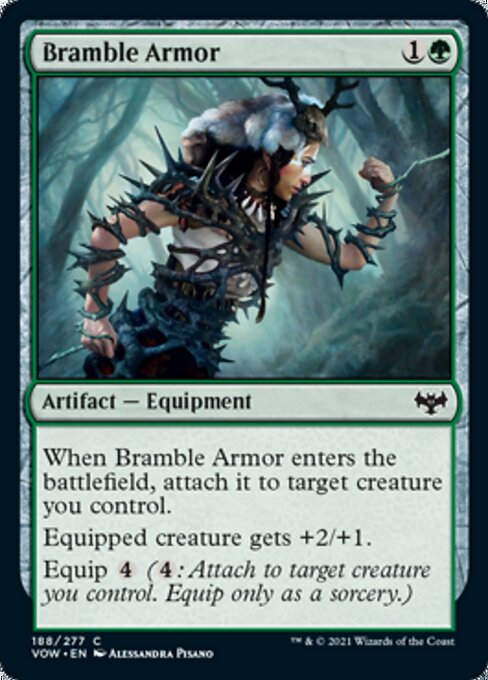 Bramble Armor 1
Artifact — Equipment
When Bramble Armor enters the
battlefield, attach it to target creature
you control.
Equipped creature gets +2/+1.
Equip 4 (4: Attach to target creature
you control. Equip only as a sorcery.)
188/277 C
™ & © 2021 Wizards of the Coast
VOW • EN Alessandra Pisano